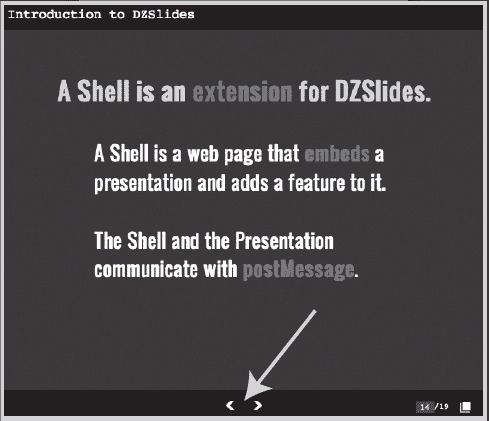 Introduction to DZSlides
A Shell is an extension for DZSlides.
A Shell is a web page that embeds a
presentation and adds a feature to it.
The Shell and the Presentation
communicate with postMessage.
14/19